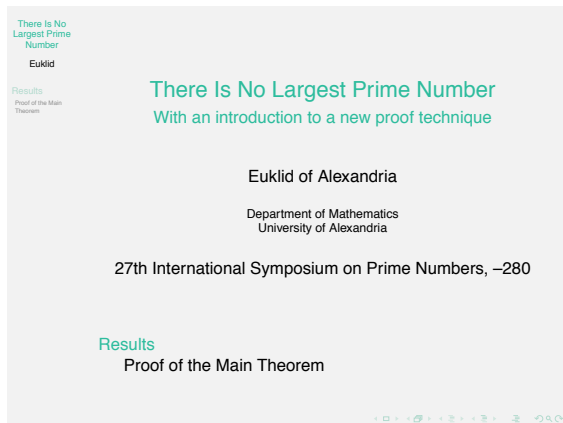 There Is No
Largest Prime
Number
Euklid
Results
Proof of the Main
Theorem
There Is No Largest Prime Number
With an introduction to a new proof technique
Euklid of Alexandria
Department of Mathematics
University of Alexandria
27th International Symposium on Prime Numbers, –280
Results
Proof of the Main Theorem